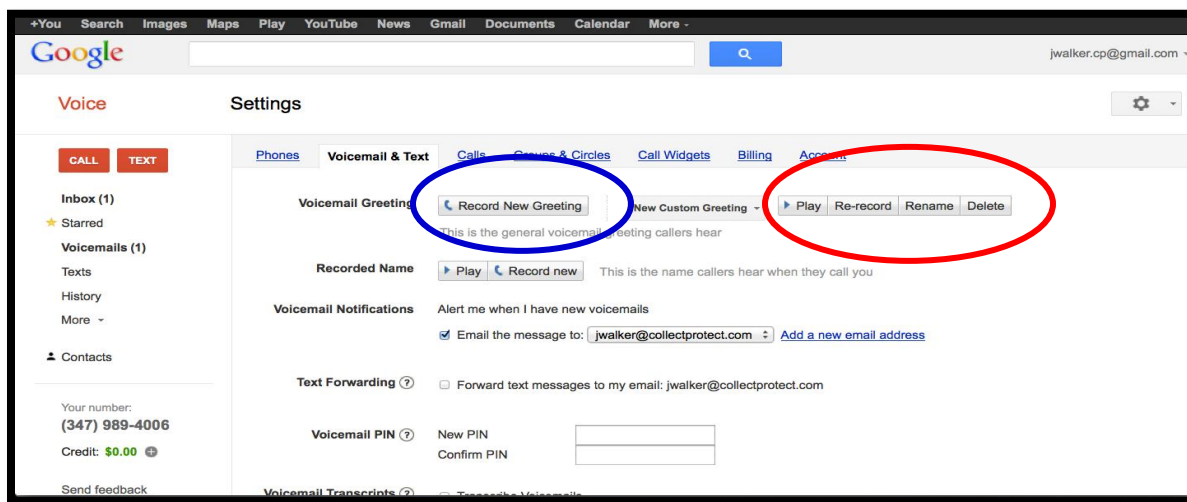 +You Search Images Maps Play YouTube News Gmail Documents Calendar More
Google
jwalker.cp@gmail.com
Voice
Settings
CALL TEXT
Phones Voicemail & Text Calls Groups & Circles Call Widgets Billing Account
Inbox (1)
Starred
Voicemails (1)
Texts
History
More
Contacts
Your number:
(347) 989-4006
Credit: $0.00
Send feedback
Voicemail Greeting Record New Greeting New Custom Greeting Play Re-record Rename Delete
This is the general voicemail greeting callers hear
Recorded Name Play Record new This is the name callers hear when they call you
Voicemail Notifications Alert me when I have new voicemails
Email the message to: jwalker@collectprotect.com Add a new email address
Text Forwarding (?) Forward text messages to my email: jwalker@collectprotect.com
Voicemail PIN (?) New PIN
Confirm PIN
Voicemail Transcripts (?) Transcribe Voicemails